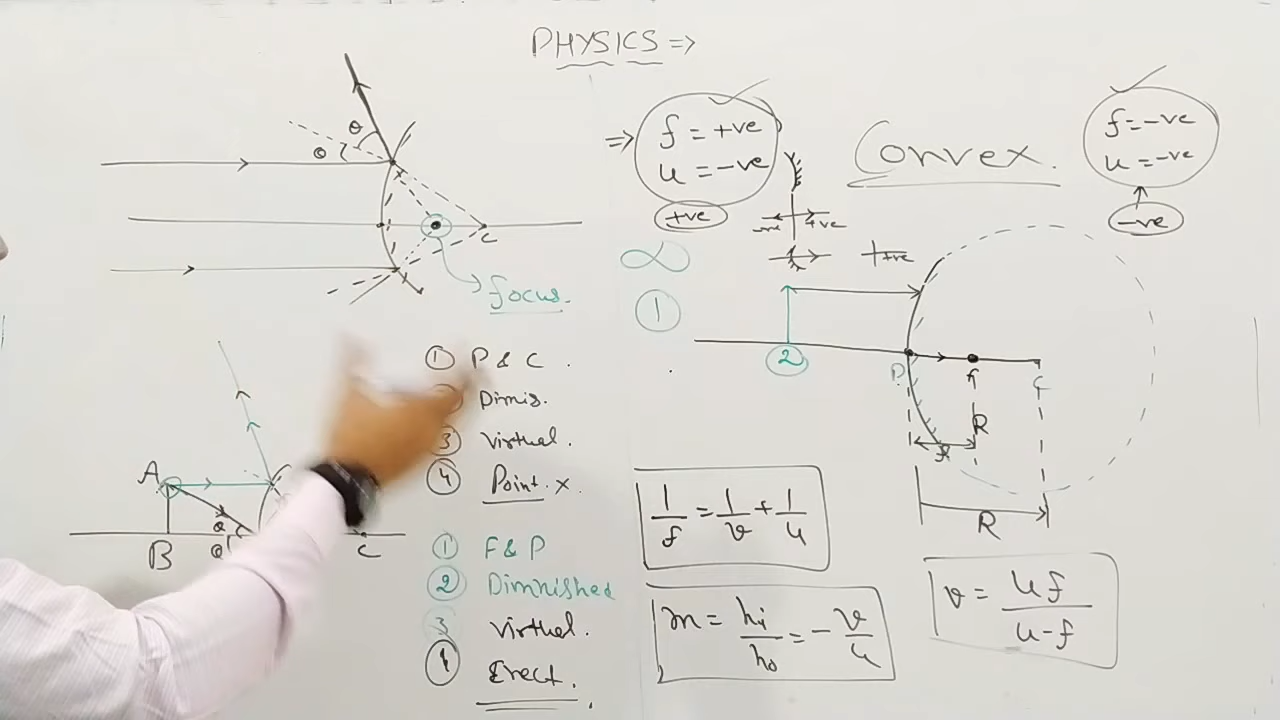 PHYSICS ⇒
θ
θ
C
focus.
① P & C .
Dimis.
③ Virtual.
④ Point. x.
A
B
θ
θ
C
① F & P
② Dimnished
3 Virtual.
④ Erect.
⇒ f = +ve
u = -ve
+ve
+ve
Convex.
f = -ve
u = -ve
-ve
∞
+ve
①
②
P
C
R
R
1/f = 1/v + 1/u
m = hi/ho = - v/u
v = uf/u-f